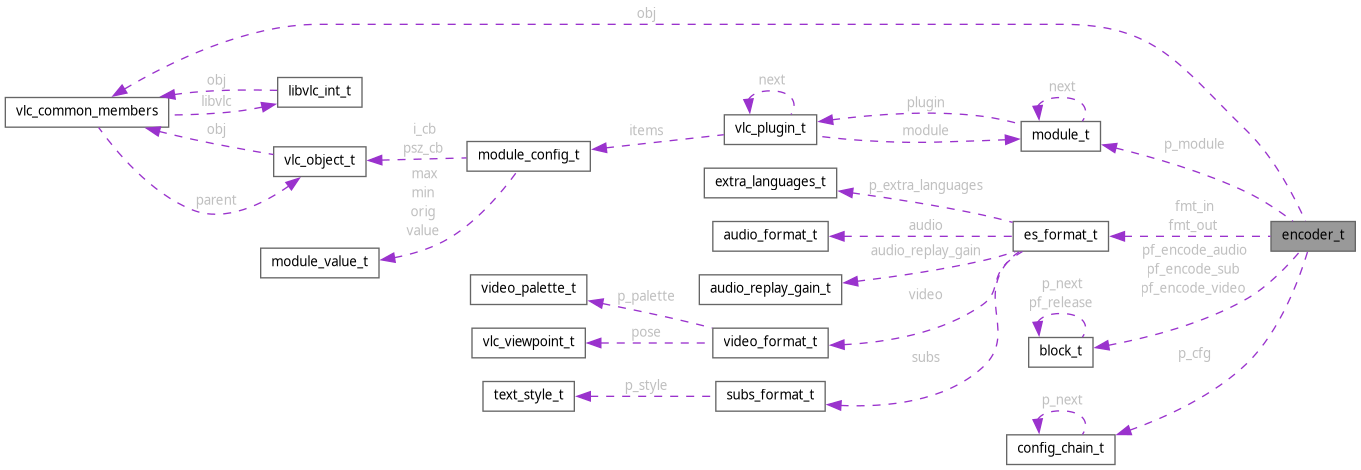 obj
obj
libvlc_int_t
next
libvlc
vlc_common_members
plugin
next
obj
i_cb
items
vlc_plugin_t
module
module_t
psz_cb
module_config_t
p_module
vlc_object_t
max
extra_languages_t
p_extra_languages
min
parent
orig
fmt_in
value
audio_format_t
audio
es_format_t
fmt_out
encoder_t
audio_replay_gain
pf_encode_audio
module_value_t
pf_encode_sub
video_palette_t
p_palette
audio_replay_gain_t
video
p_next
pf_encode_video
pf_release
vlc_viewpoint_t
pose
video_format_t
block_t
subs
p_cfg
text_style_t
p_style
subs_format_t
p_next
config_chain_t